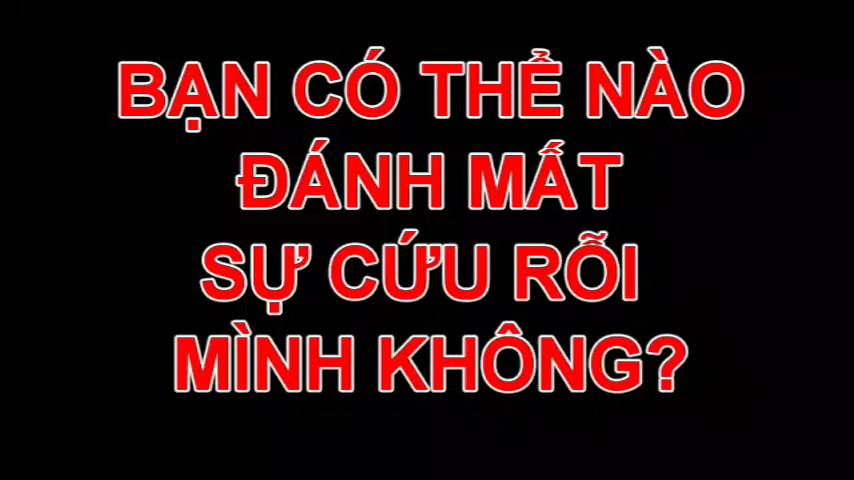 BẠN CÓ THỂ NÀO
ĐÁNH MẤT
SỰ CỨU RỖI
MÌNH KHÔNG?